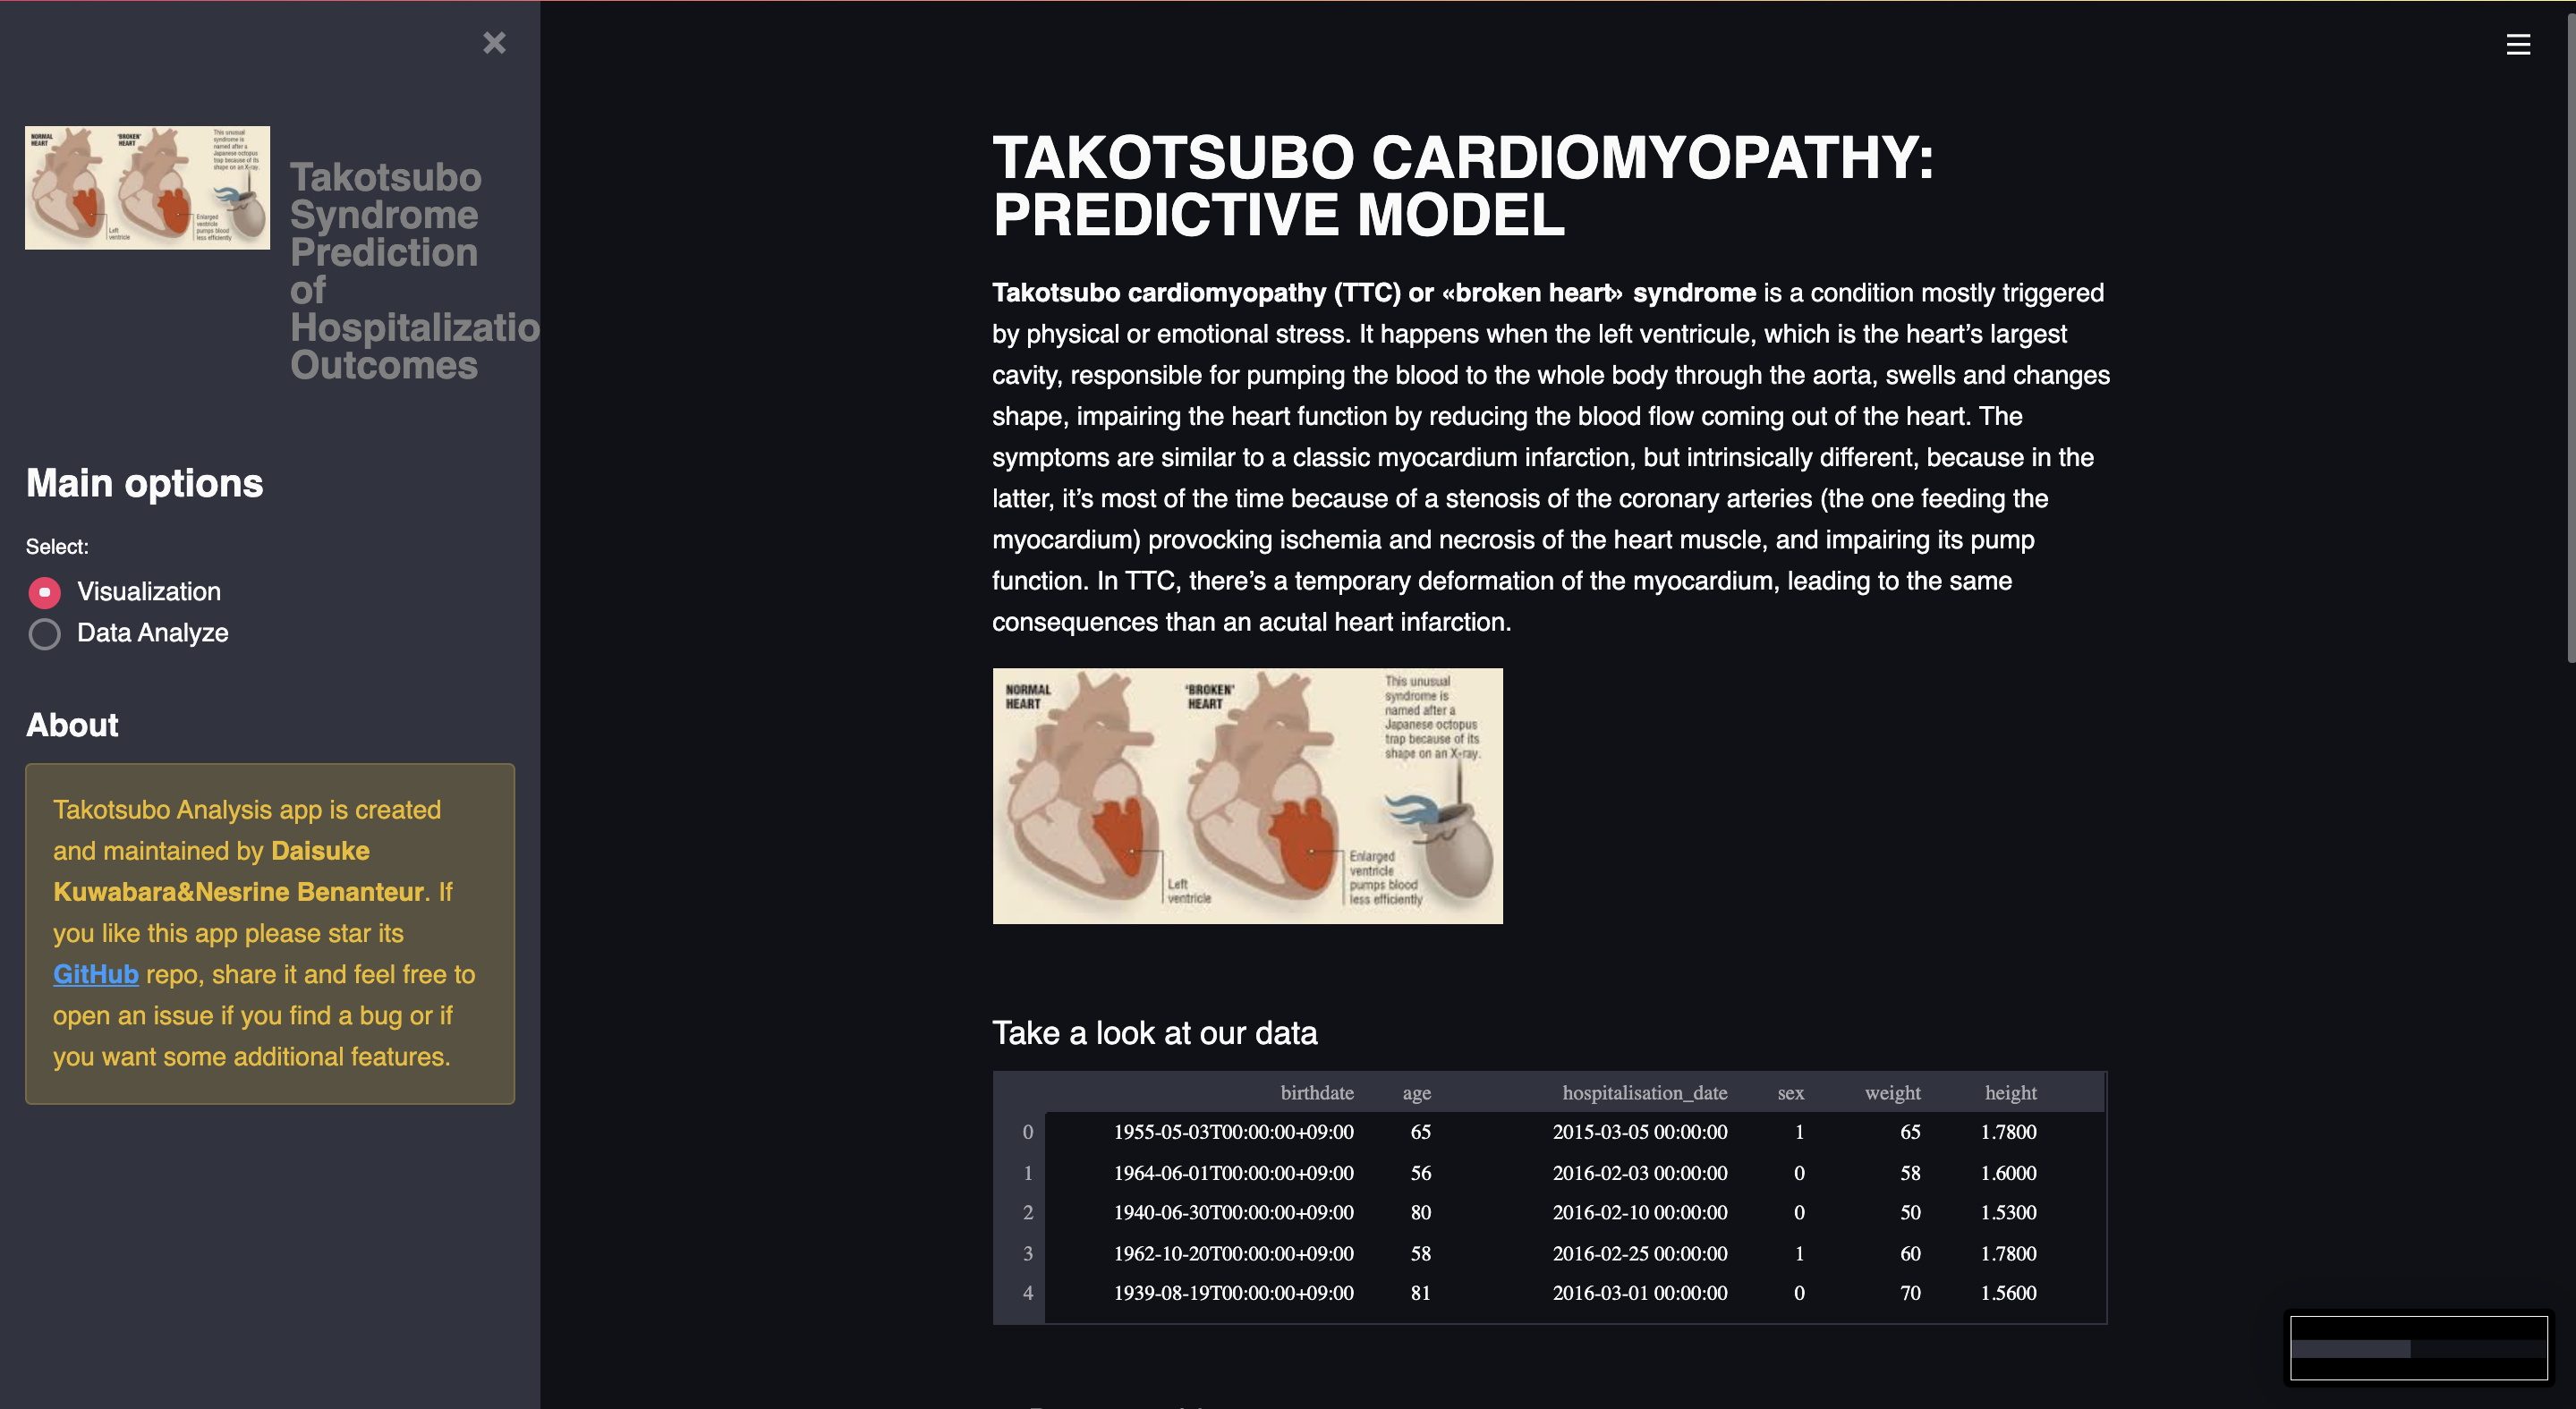 NORMAL
HEART
'BROKEN'
HEART
This unusual
syndrome is
named after a
Japanese octopus
trap because of its
shape on an X-ray.
Left
ventricle
Enlarged
ventricle
pumps blood
less efficiently
Takotsubo
Syndrome
Prediction
of
Hospitalizatio
Outcomes
Main options
Select:
Visualization
Data Analyze
About
Takotsubo Analysis app is created
and maintained by Daisuke
Kuwabara&Nesrine Benanteur. If
you like this app please star its
GitHub repo, share it and feel free to
open an issue if you find a bug or if
you want some additional features.
TAKOTSUBO CARDIOMYOPATHY:
PREDICTIVE MODEL
Takotsubo cardiomyopathy (TTC) or «broken heart» syndrome is a condition mostly triggered
by physical or emotional stress. It happens when the left ventricule, which is the heart’s largest
cavity, responsible for pumping the blood to the whole body through the aorta, swells and changes
shape, impairing the heart function by reducing the blood flow coming out of the heart. The
symptoms are similar to a classic myocardium infarction, but intrinsically different, because in the
latter, it’s most of the time because of a stenosis of the coronary arteries (the one feeding the
myocardium) provocking ischemia and necrosis of the heart muscle, and impairing its pump
function. In TTC, there’s a temporary deformation of the myocardium, leading to the same
consequences than an acutal heart infarction.
NORMAL
HEART
'BROKEN'
HEART
This unusual
syndrome is
named after a
Japanese octopus
trap because of its
shape on an X-ray.
Left
ventricle
Enlarged
ventricle
pumps blood
less efficiently
Take a look at our data
birthdate age hospitalisation_date sex weight height
0 1955-05-03T00:00:00+09:00 65 2015-03-05 00:00:00 1 65 1.7800
1 1964-06-01T00:00:00+09:00 56 2016-02-03 00:00:00 0 58 1.6000
2 1940-06-30T00:00:00+09:00 80 2016-02-10 00:00:00 0 50 1.5300
3 1962-10-20T00:00:00+09:00 58 2016-02-25 00:00:00 1 60 1.7800
4 1939-08-19T00:00:00+09:00 81 2016-03-01 00:00:00 0 70 1.5600